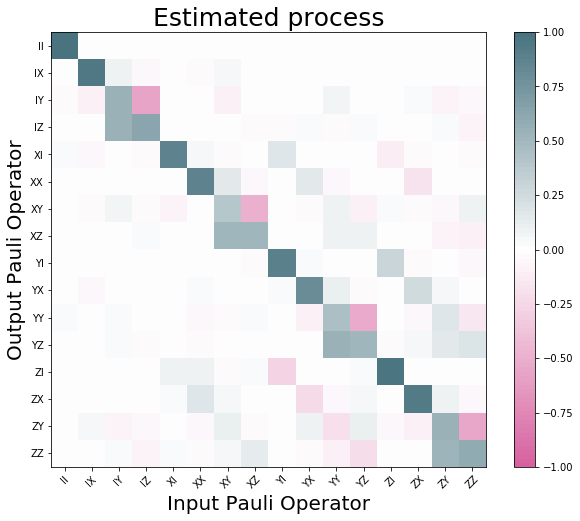 Estimated process
Output Pauli Operator
II
IX
IY
IZ
XI
XX
XY
XZ
YI
YX
YY
YZ
ZI
ZX
ZY
ZZ
II IX IY IZ XI XX XY XZ YI YX YY YZ ZI ZX ZY ZZ
Input Pauli Operator
1.00
0.75
0.50
0.25
0.00
−0.25
−0.50
−0.75
−1.00